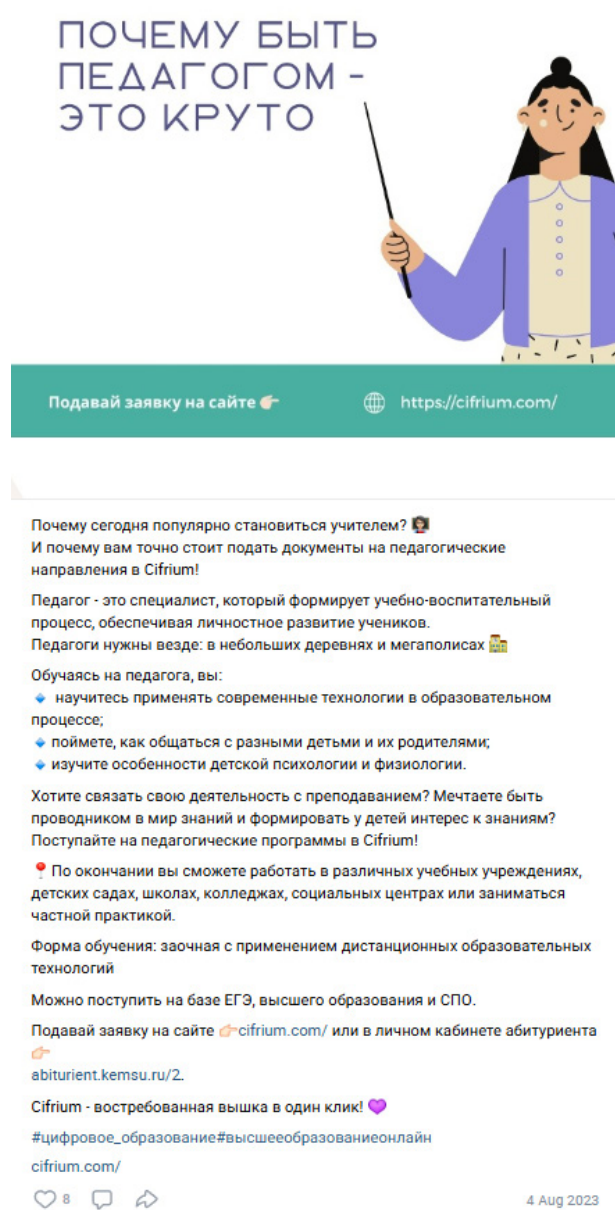 ПОЧЕМУ БЫТЬ
ПЕДАГОГОМ -
ЭТО КРУТО
Подавай заявку на сайте 👉🏻 https://cifrium.com/
Почему сегодня популярно становиться учителем? 👩🏻‍🏫
И почему вам точно стоит подать документы на педагогические
направления в Cifrium!
Педагог - это специалист, который формирует учебно-воспитательный
процесс, обеспечивая личностное развитие учеников.
Педагоги нужны везде: в небольших деревнях и мегаполисах 🏘
Обучаясь на педагога, вы:
🔹 научитесь применять современные технологии в образовательном
процессе;
🔹 поймете, как общаться с разными детьми и их родителями;
🔹 изучите особенности детской психологии и физиологии.
Хотите связать свою деятельность с преподаванием? Мечтаете быть
проводником в мир знаний и формировать у детей интерес к знаниям?
Поступайте на педагогические программы в Cifrium!
📍 По окончании вы сможете работать в различных учебных учреждениях,
детских садах, школах, колледжах, социальных центрах или заниматься
частной практикой.
Форма обучения: заочная с применением дистанционных образовательных
технологий
Можно поступить на базе ЕГЭ, высшего образования и СПО.
Подавай заявку на сайте 👉🏻cifrium.com/ или в личном кабинете абитуриента
👉🏻
abiturient.kemsu.ru/2.
Cifrium - востребованная вышка в один клик! 💜
#цифровое_образование#высшееобразованиеонлайн
cifrium.com/
8
4 Aug 2023